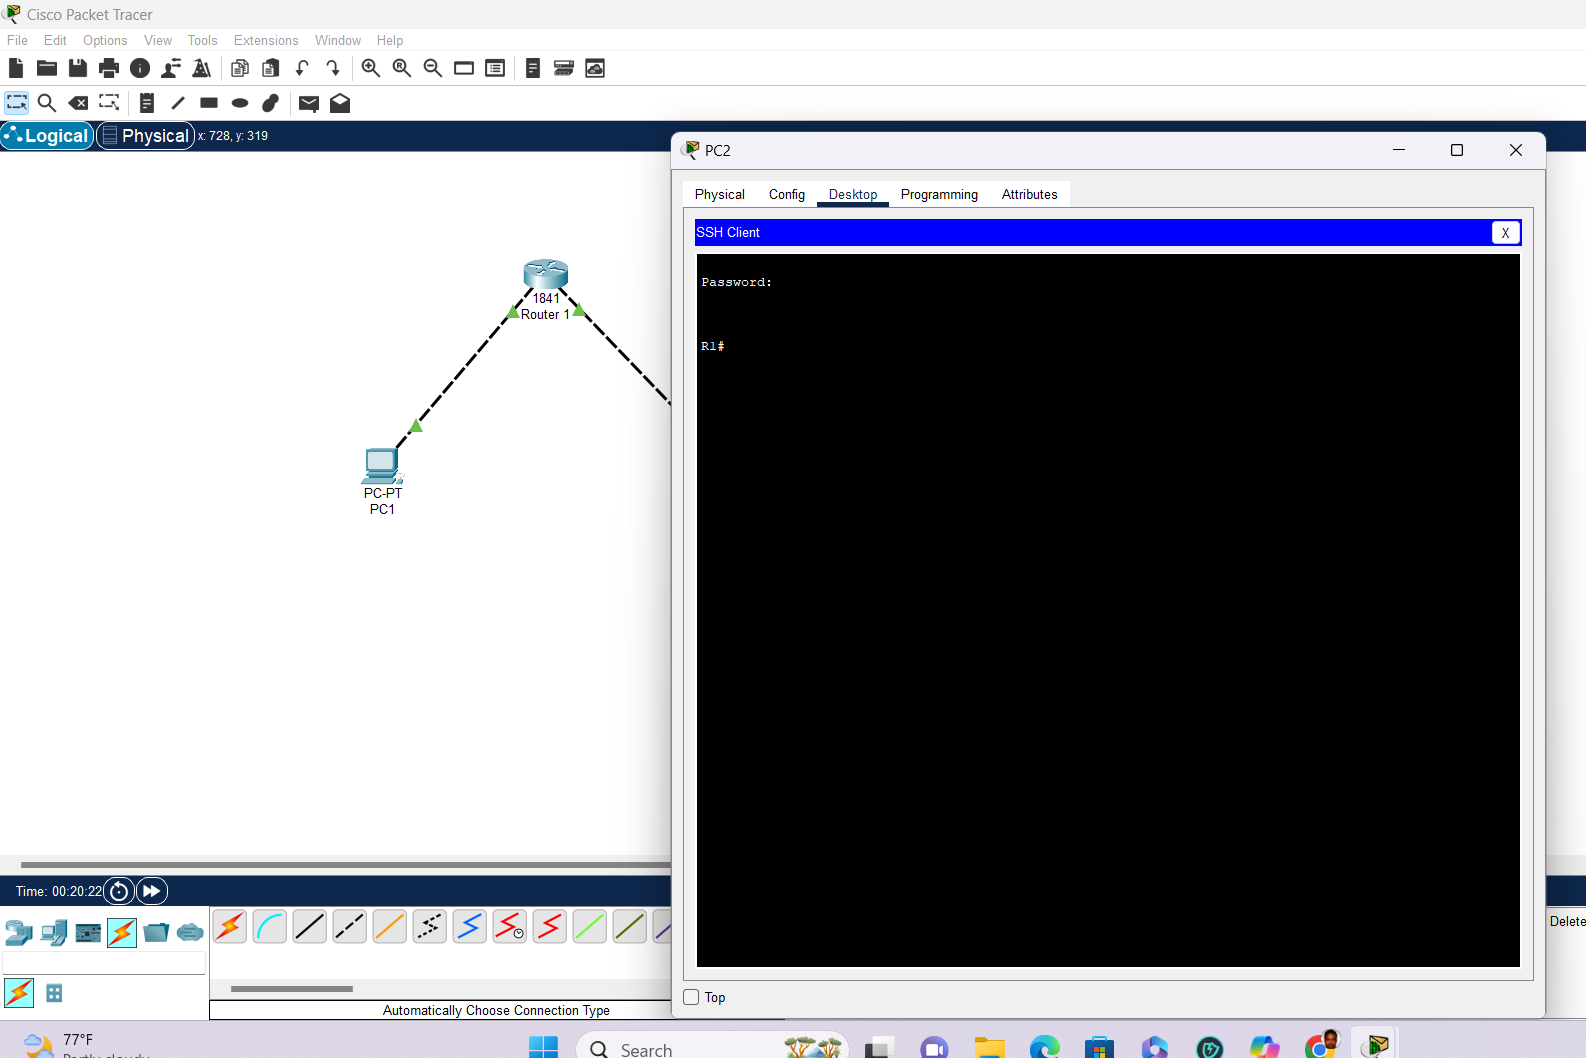 Cisco Packet Tracer
File Edit Options View Tools Extensions Window Help
Logical Physical x: 728, y: 319
PC2
Physical Config Desktop Programming Attributes
SSH Client X
Password:
R1#
1841
Router 1
PC-PT
PC1
Time: 00:20:22
Delete
Automatically Choose Connection Type
Top
77°F
Partly cloudy
Search